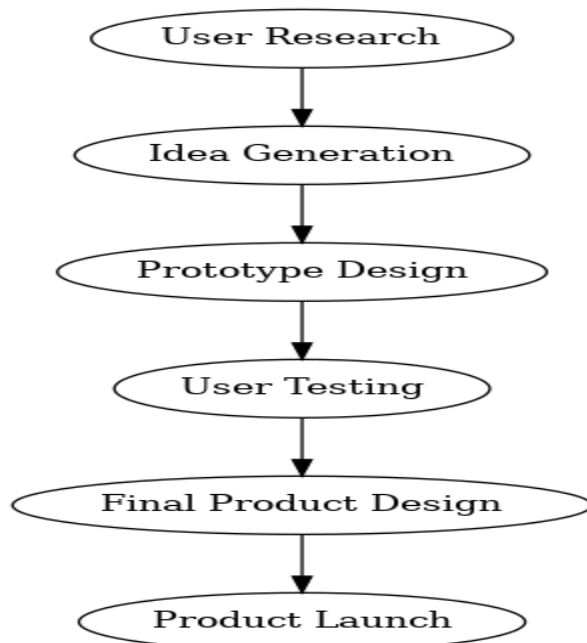 User Research
Idea Generation
Prototype Design
User Testing
Final Product Design
Product Launch